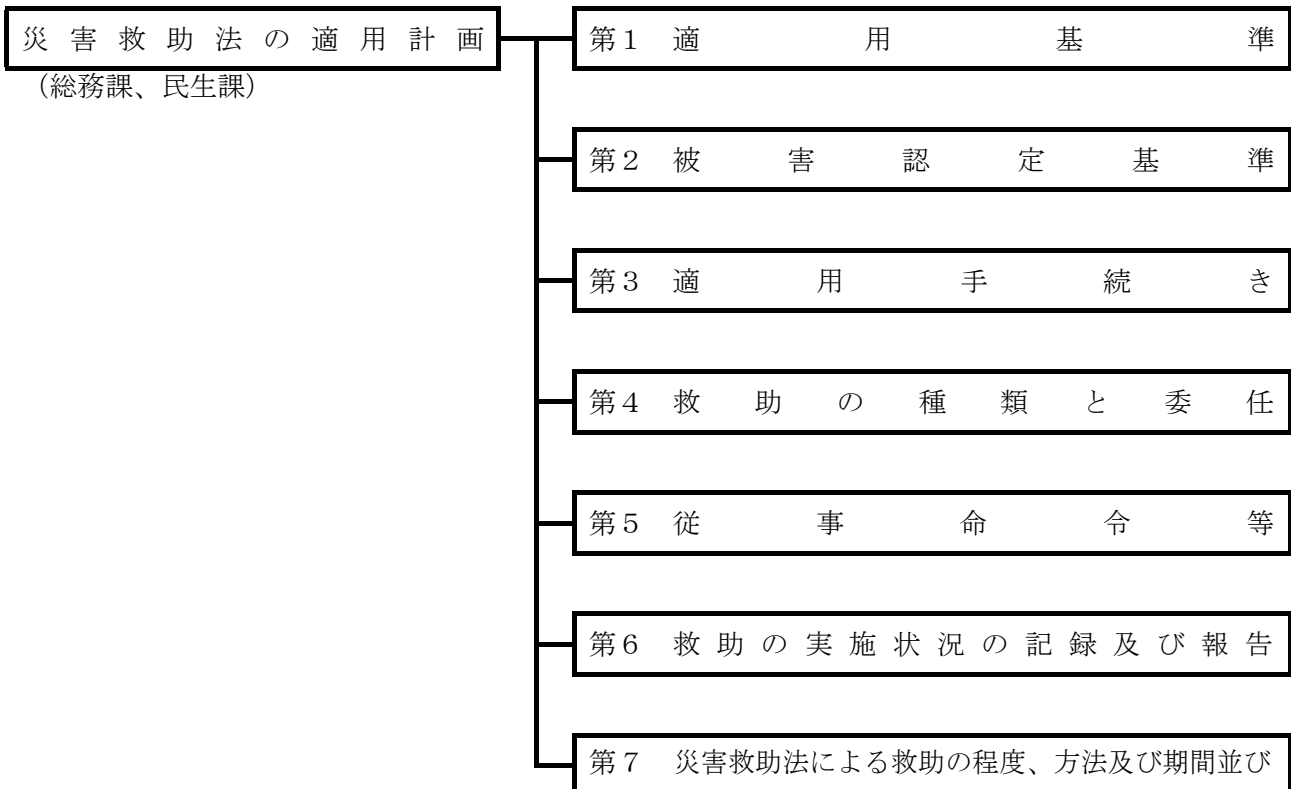 災害救助法の適用計画
(総務課、民生課)
第1 適用基準
第2 被害認定基準
第3 適用手続き
第4 救助の種類と委任
第5 従事命令等
第6 救助の実施状況の記録及び報告
第7 災害救助法による救助の程度、方法及び期間並び